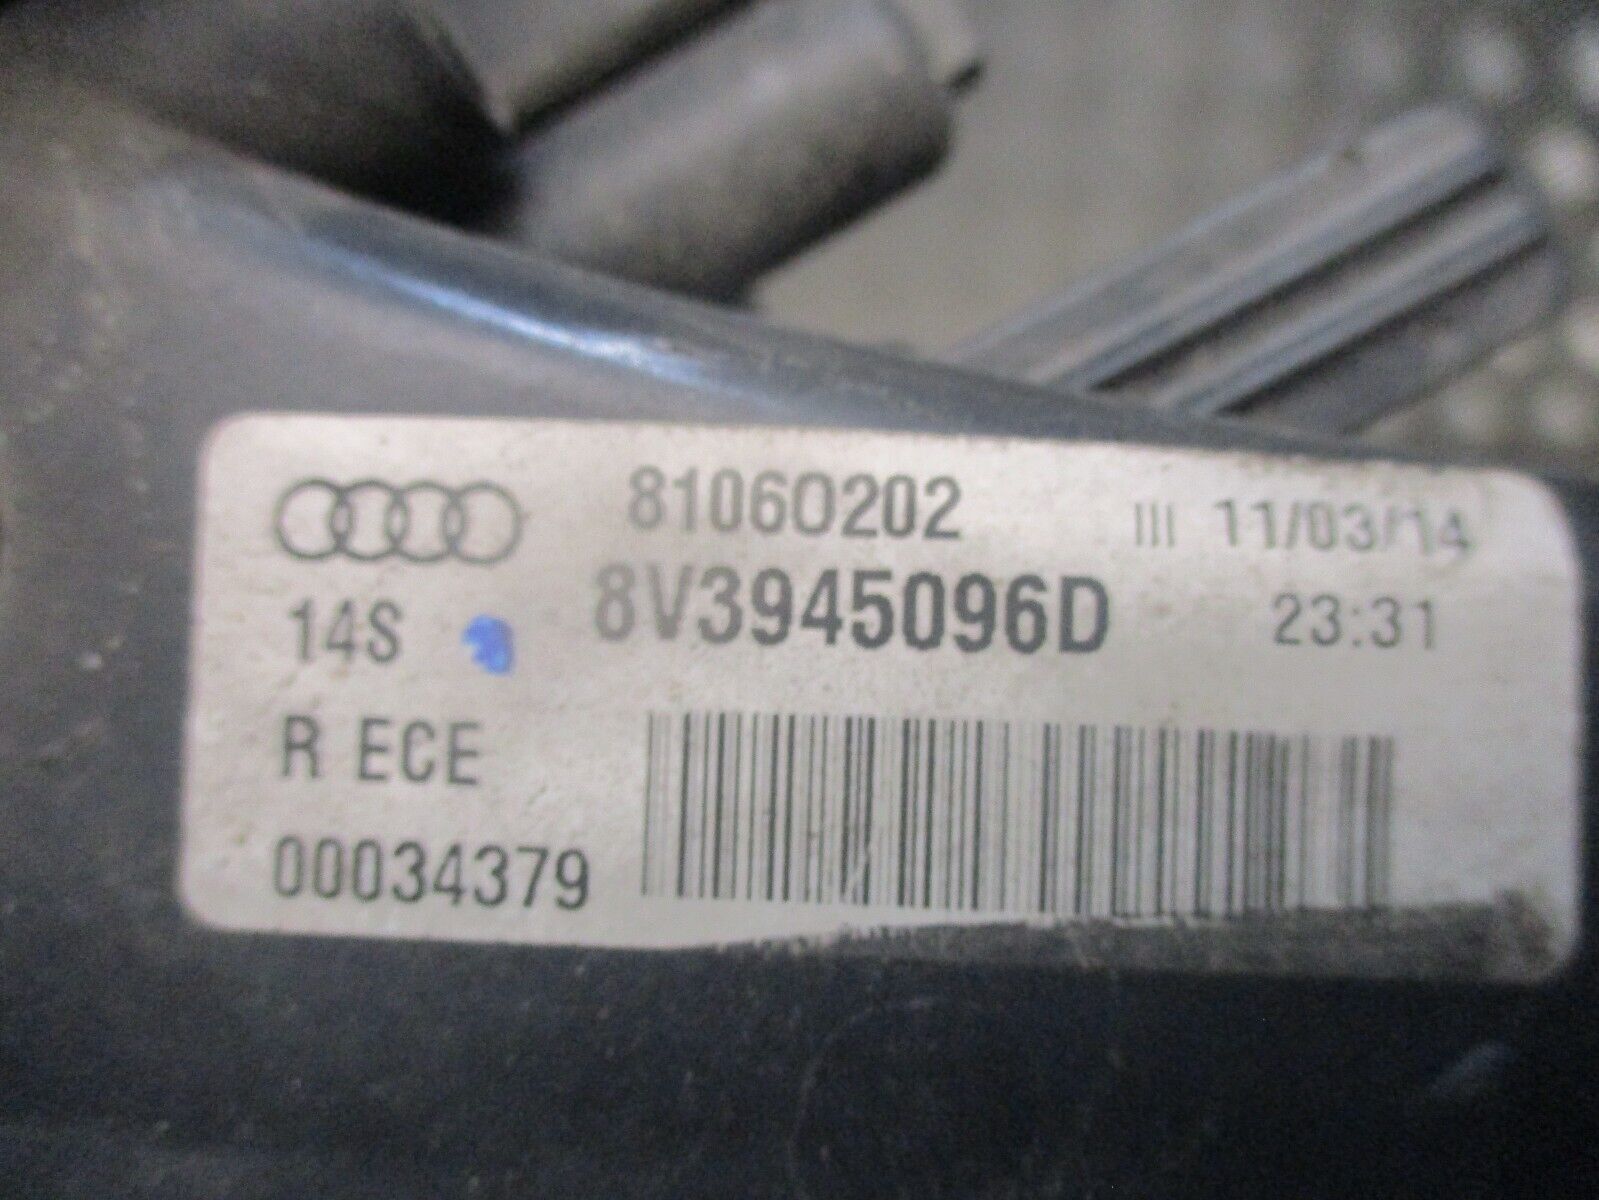 81060202 III 11/03/14
14S 8V3945096D 23:31
R ECE
00034379